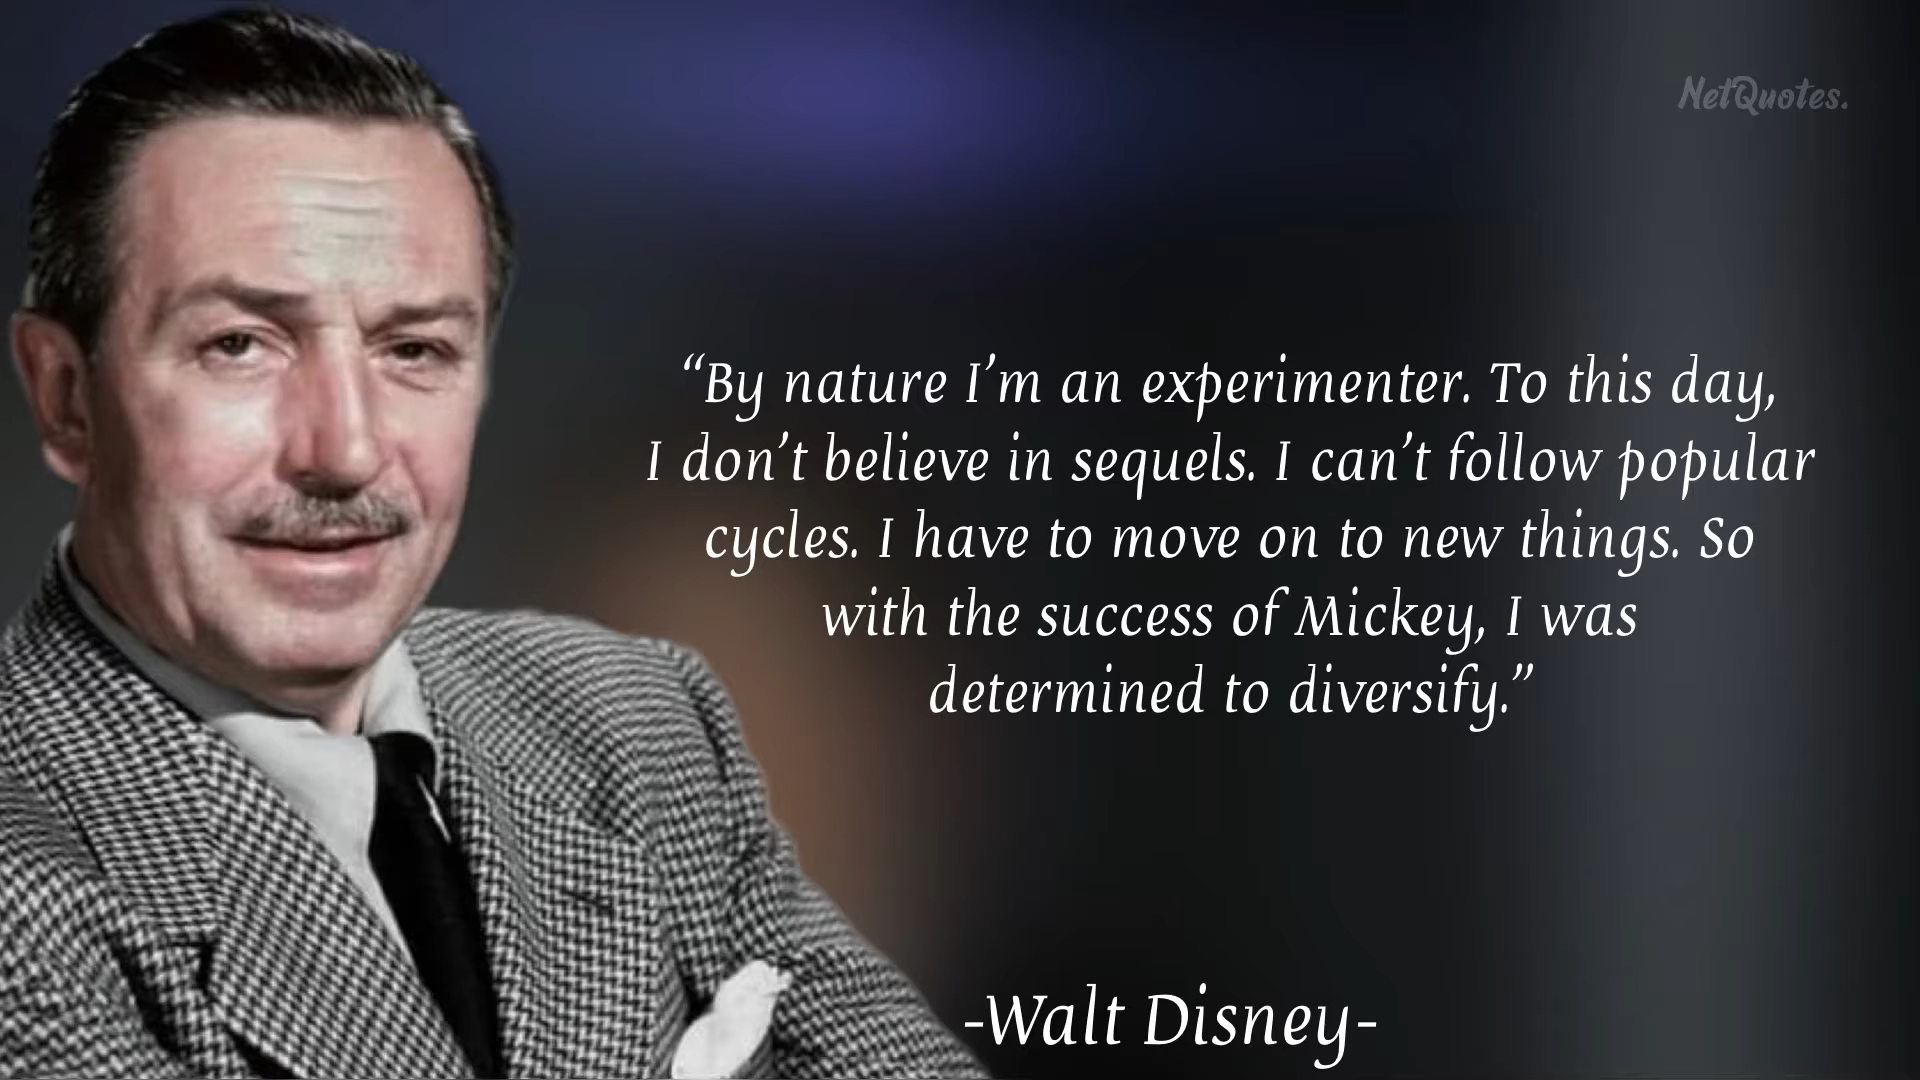 NetQuotes.
“By nature I’m an experimenter. To this day,
I don’t believe in sequels. I can’t follow popular
cycles. I have to move on to new things. So
with the success of Mickey, I was
determined to diversify.”
-Walt Disney-